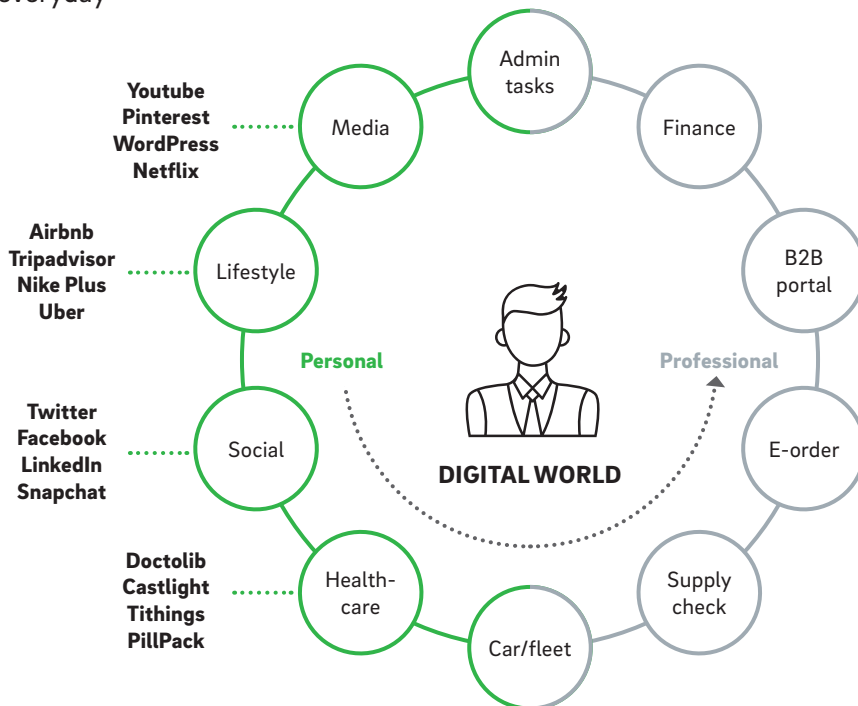 everyday
Admin
tasks
Youtube
Pinterest
WordPress
Netflix
Media
Finance
Airbnb
Tripadvisor
Nike Plus
Uber
Lifestyle
B2B
portal
Personal
Professional
Twitter
Facebook
LinkedIn
Snapchat
Social
E-order
DIGITAL WORLD
Doctolib
Castlight
Tithings
PillPack
Health-
care
Supply
check
Car/fleet